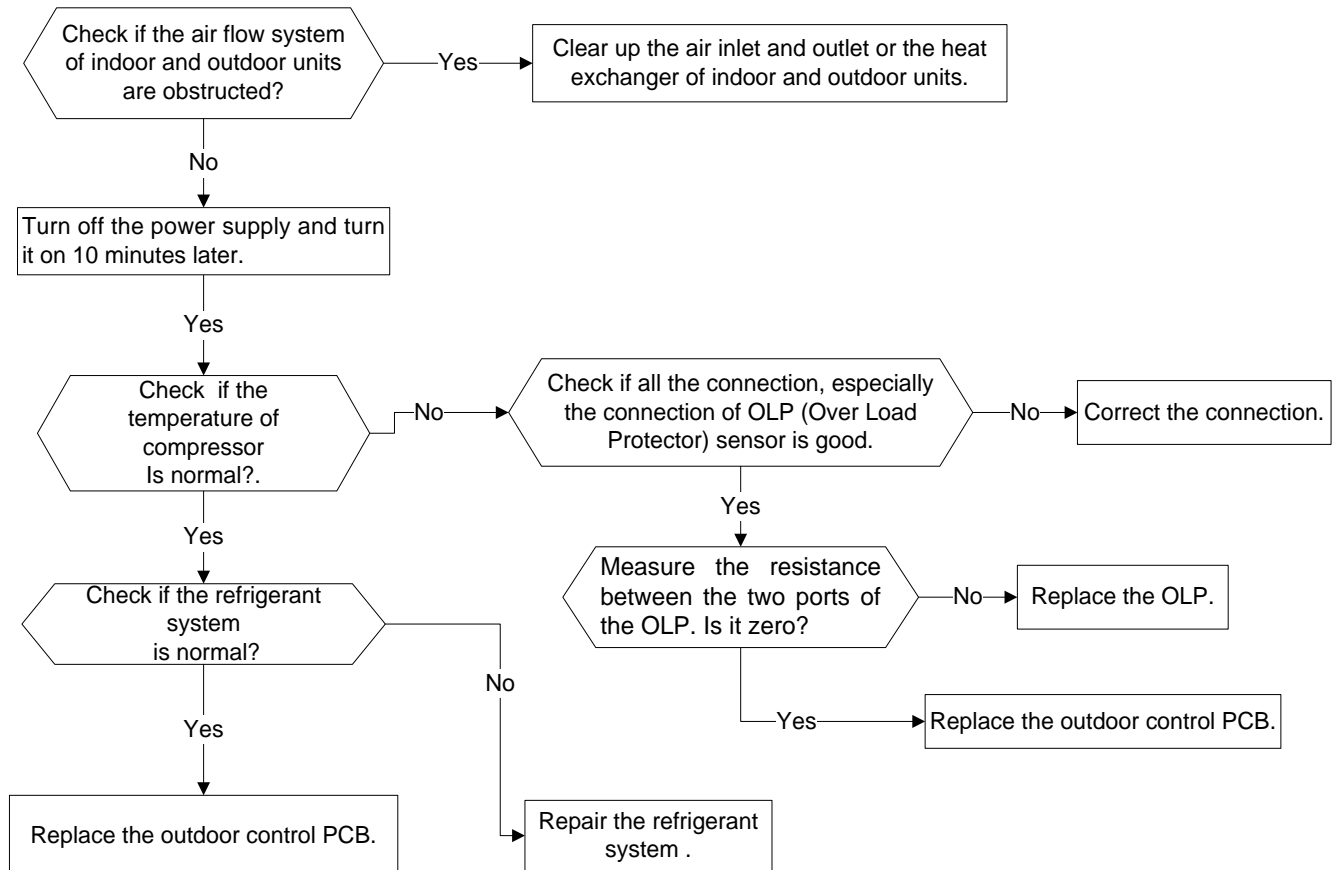 Check if the air flow system
of indoor and outdoor units
are obstructed?
Yes
Clear up the air inlet and outlet or the heat
exchanger of indoor and outdoor units.
No
Turn off the power supply and turn
it on 10 minutes later.
Yes
Check if the
temperature of
compressor
Is normal?.
No
Check if all the connection, especially
the connection of OLP (Over Load
Protector) sensor is good.
No
Correct the connection.
Yes
Yes
Measure the resistance
between the two ports of
the OLP. Is it zero?
No
Replace the OLP.
Check if the refrigerant
system
is normal?
No
Yes
Yes
Replace the outdoor control PCB.
Replace the outdoor control PCB.
Repair the refrigerant
system .